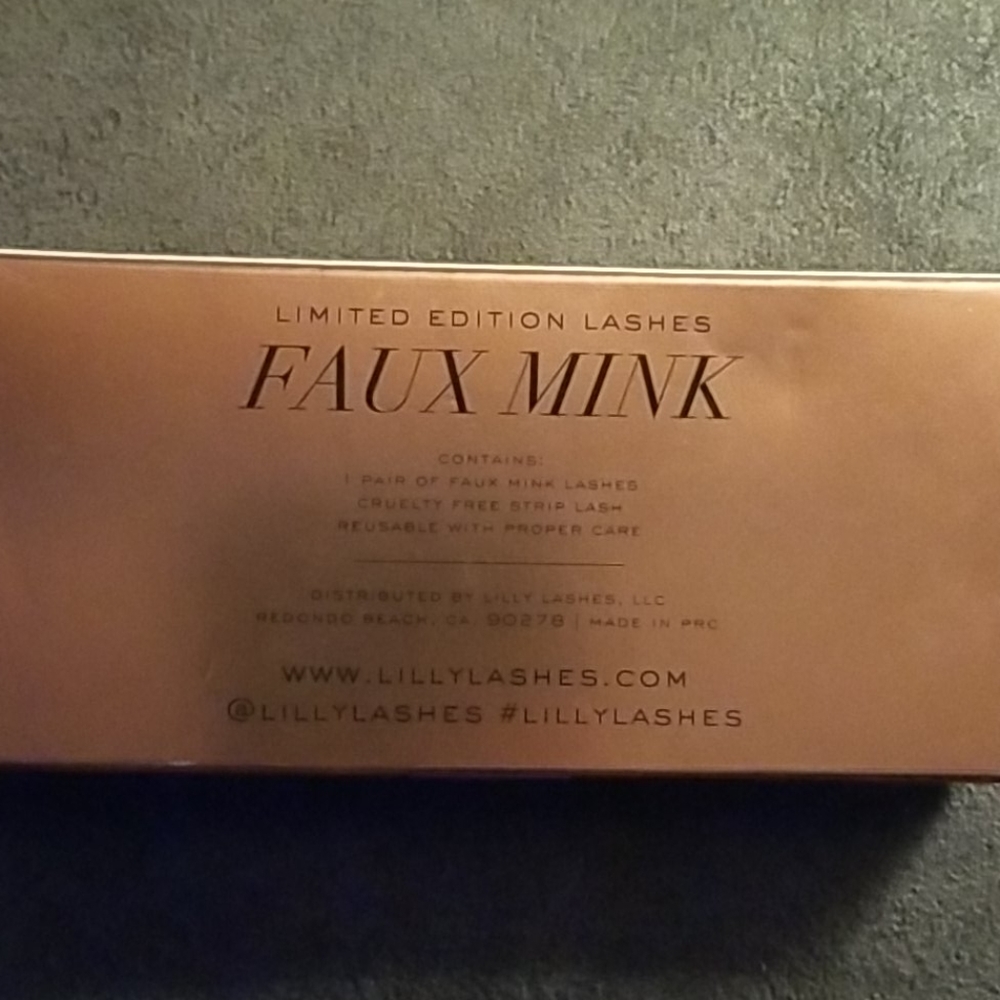 LIMITED EDITION LASHES
FAUX MINK
CONTAINS:
1 PAIR OF FAUX MINK LASHES
CRUELTY FREE STRIP LASH
REUSABLE WITH PROPER CARE
DISTRIBUTED BY LILLY LASHES, LLC
REDONDO BEACH, CA 90278 | MADE IN PRC
WWW.LILLYLASHES.COM
@LILLYLASHES #LILLYLASHES